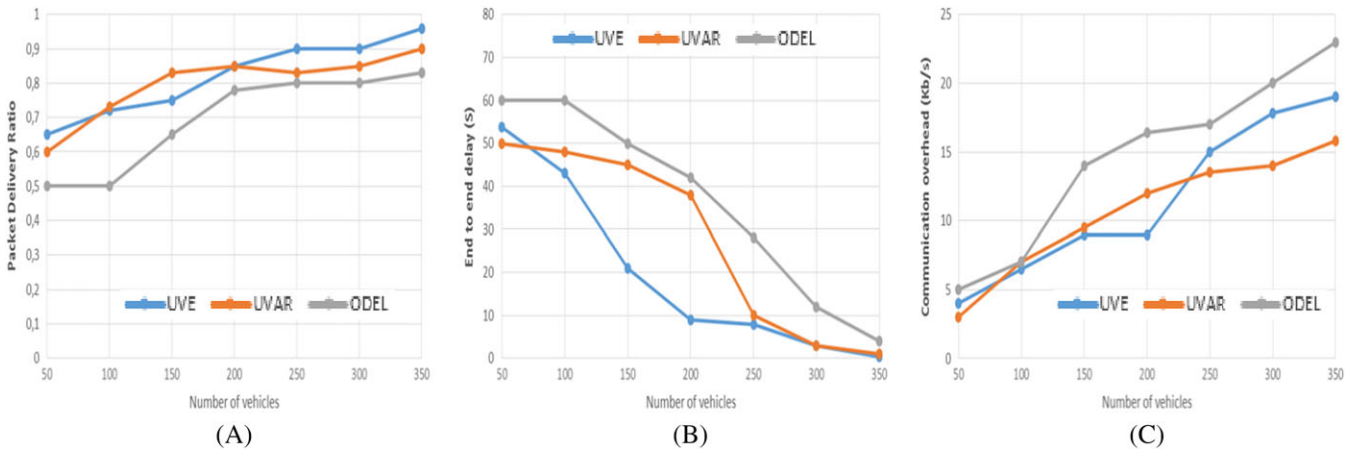 1
0,9
0,8
0,7
0,6
0,5
0,4
0,3
0,2
0,1
0
Packet Delivery Ratio
UVE UVAR ODEL
50 100 150 200 250 300 350
Number of vehicles
(A)
80
70
60
50
40
30
20
10
0
End to end delay (S)
UVE UVAR ODEL
50 100 150 200 250 300 350
Number of vehicles
(B)
25
20
15
10
5
0
Communication overhead (Kb/s)
UVE UVAR ODEL
50 100 150 200 250 300 350
Number of vehicles
(C)